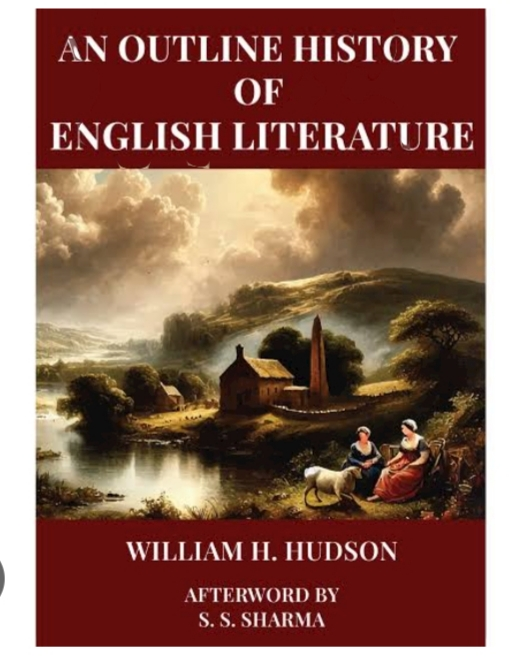 AN OUTLINE HISTORY
OF
ENGLISH LITERATURE
WILLIAM H. HUDSON
AFTERWORD BY
S. S. SHARMA